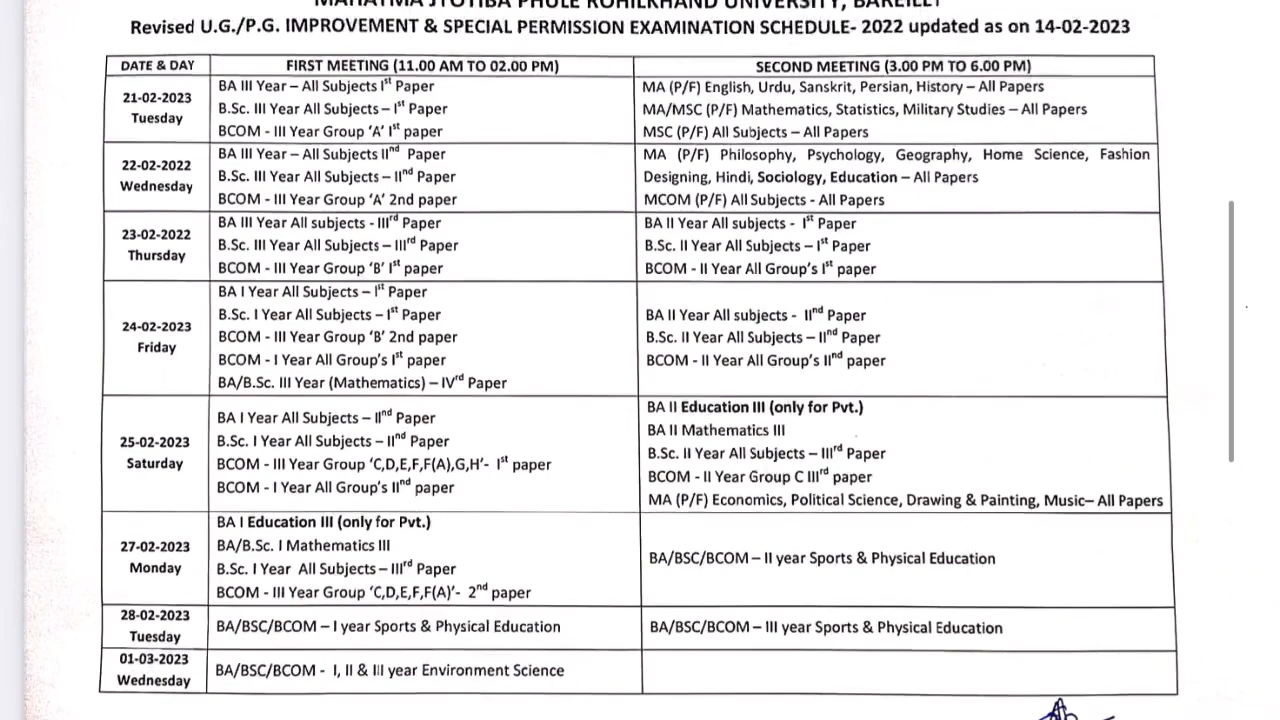 MAHATMA JYOTIBA PHULE ROHILKHAND UNIVERSITY, BAREILLY
Revised U.G./P.G. IMPROVEMENT & SPECIAL PERMISSION EXAMINATION SCHEDULE- 2022 updated as on 14-02-2023
DATE & DAY FIRST MEETING (11.00 AM TO 02.00 PM) SECOND MEETING (3.00 PM TO 6.00 PM)
21-02-2023
Tuesday
BA III Year – All Subjects Ist Paper
B.Sc. III Year All Subjects – Ist Paper
BCOM - III Year Group ‘A’ Ist paper
MA (P/F) English, Urdu, Sanskrit, Persian, History – All Papers
MA/MSC (P/F) Mathematics, Statistics, Military Studies – All Papers
MSC (P/F) All Subjects – All Papers
22-02-2022
Wednesday
BA III Year – All Subjects IInd Paper
B.Sc. III Year All Subjects – IInd Paper
BCOM - III Year Group ‘A’ 2nd paper
MA (P/F) Philosophy, Psychology, Geography, Home Science, Fashion
Designing, Hindi, Sociology, Education – All Papers
MCOM (P/F) All Subjects - All Papers
23-02-2022
Thursday
BA III Year All subjects - IIIrd Paper
B.Sc. III Year All Subjects – IIIrd Paper
BCOM - III Year Group ‘B’ Ist paper
BA II Year All subjects - Ist Paper
B.Sc. II Year All Subjects – Ist Paper
BCOM - II Year All Group’s Ist paper
24-02-2023
Friday
BA I Year All Subjects – Ist Paper
B.Sc. I Year All Subjects – Ist Paper
BCOM - III Year Group ‘B’ 2nd paper
BCOM - I Year All Group’s Ist paper
BA/B.Sc. III Year (Mathematics) – IVrd Paper
BA II Year All subjects - IInd Paper
B.Sc. II Year All Subjects – IInd Paper
BCOM - II Year All Group’s IInd paper
25-02-2023
Saturday
BA I Year All Subjects – IInd Paper
B.Sc. I Year All Subjects – IInd Paper
BCOM - III Year Group ‘C,D,E,F,F(A),G,H’- Ist paper
BCOM - I Year All Group’s IInd paper
BA II Education III (only for Pvt.)
BA II Mathematics III
B.Sc. II Year All Subjects – IIIrd Paper
BCOM - II Year Group C IIIrd paper
MA (P/F) Economics, Political Science, Drawing & Painting, Music– All Papers
27-02-2023
Monday
BA I Education III (only for Pvt.)
BA/B.Sc. I Mathematics III
B.Sc. I Year All Subjects – IIIrd Paper
BCOM - III Year Group ‘C,D,E,F,F(A)’- 2nd paper
BA/BSC/BCOM – II year Sports & Physical Education
28-02-2023
Tuesday
BA/BSC/BCOM – I year Sports & Physical Education
BA/BSC/BCOM – III year Sports & Physical Education
01-03-2023
Wednesday
BA/BSC/BCOM - I, II & III year Environment Science